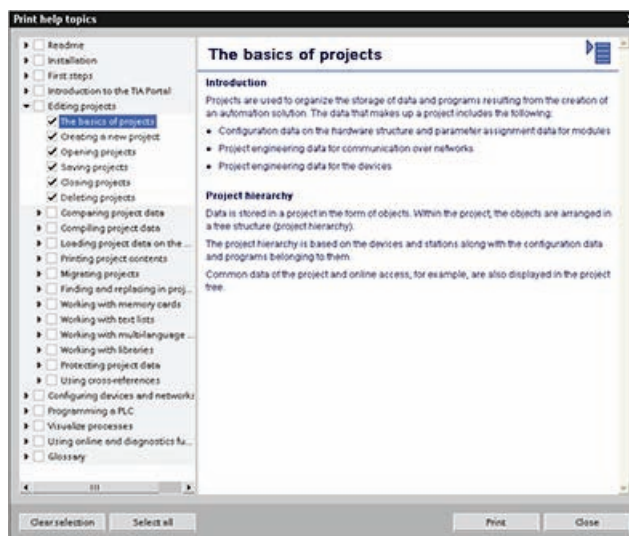 Print help topics
Readme
Installation
First steps
Introduction to the TIA Portal
Editing projects
The basics of projects
Creating a new project
Opening projects
Saving projects
Closing projects
Deleting projects
Comparing project data
Compiling project data
Loading project data on the ...
Printing project contents
Migrating projects
Finding and replacing in proj...
Working with memory cards
Working with text lists
Working with multi-language ...
Working with libraries
Protecting project data
Using cross-references
Configuring devices and networks
Programming a PLC
Visualize processes
Using online and diagnostics fu...
Glossary
The basics of projects
Introduction
Projects are used to organize the storage of data and programs resulting from the creation of
an automation solution. The data that makes up a project includes the following:
• Configuration data on the hardware structure and parameter assignment data for modules
• Project engineering data for communication over networks
• Project engineering data for the devices
Project hierarchy
Data is stored in a project in the form of objects. Within the project, the objects are arranged in
a tree structure (project hierarchy).
The project hierarchy is based on the devices and stations along with the configuration data
and programs belonging to them.
Common data of the project and online access, for example, are also displayed in the project
tree.
Clear selection
Select all
Print
Close